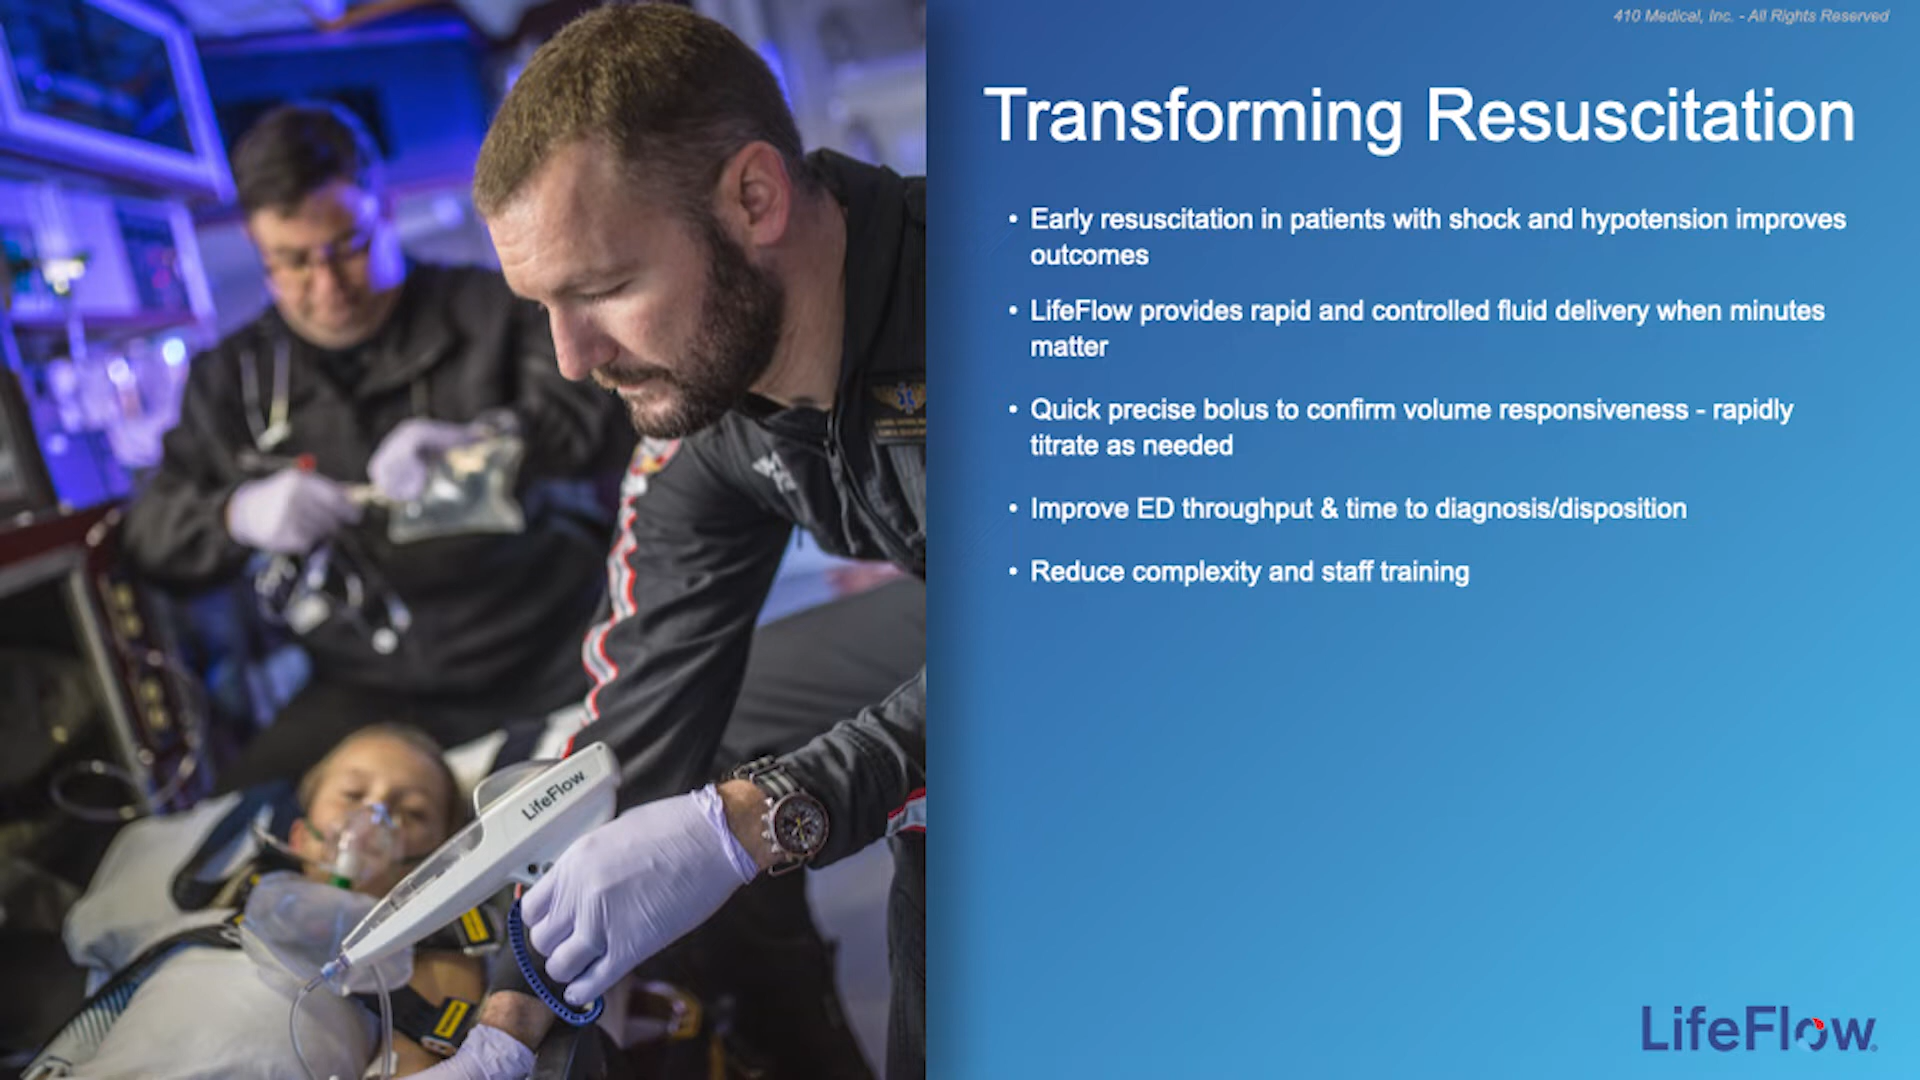 410 Medical, Inc. - All Rights Reserved
Transforming Resuscitation
• Early resuscitation in patients with shock and hypotension improves
outcomes
• LifeFlow provides rapid and controlled fluid delivery when minutes
matter
• Quick precise bolus to confirm volume responsiveness - rapidly
titrate as needed
• Improve ED throughput & time to diagnosis/disposition
• Reduce complexity and staff training
LifeFlow
LifeFlow®